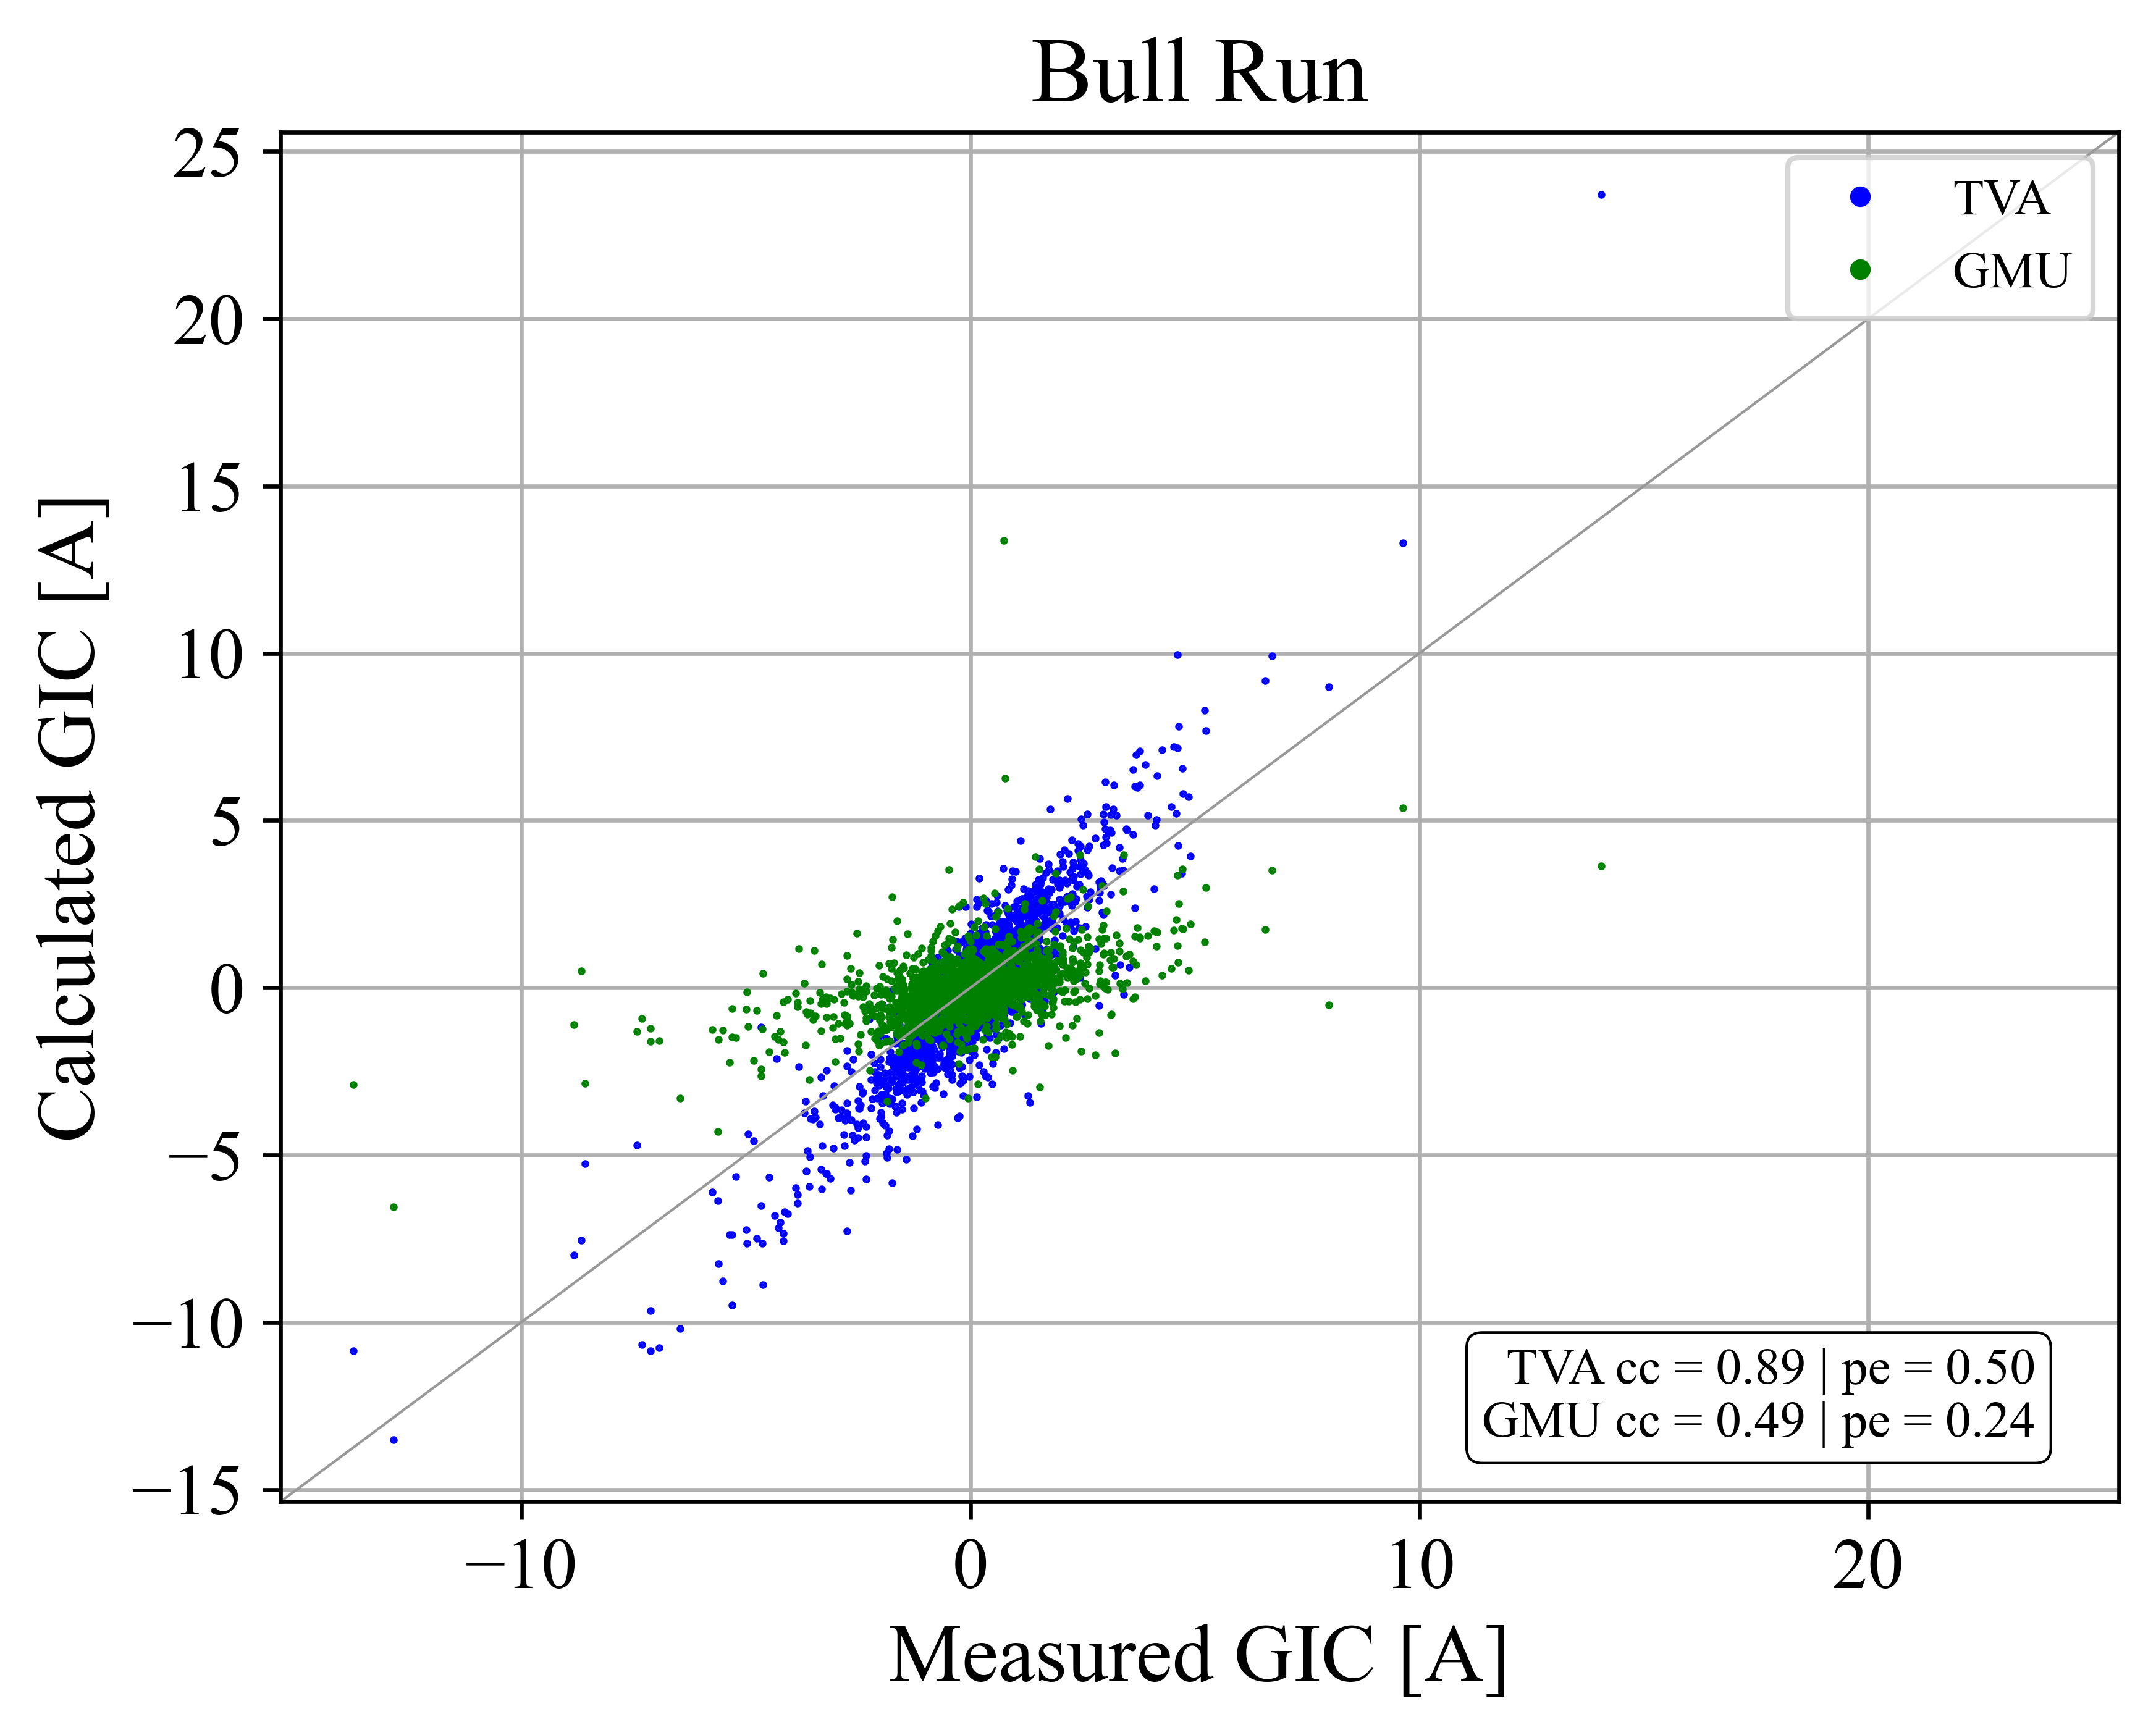 Bull Run
25
20
15
10
5
0
−5
−10
−15
Calculated GIC [A]
−10
0
10
20
Measured GIC [A]
TVA
GMU
TVA cc = 0.89 | pe = 0.50
GMU cc = 0.49 | pe = 0.24